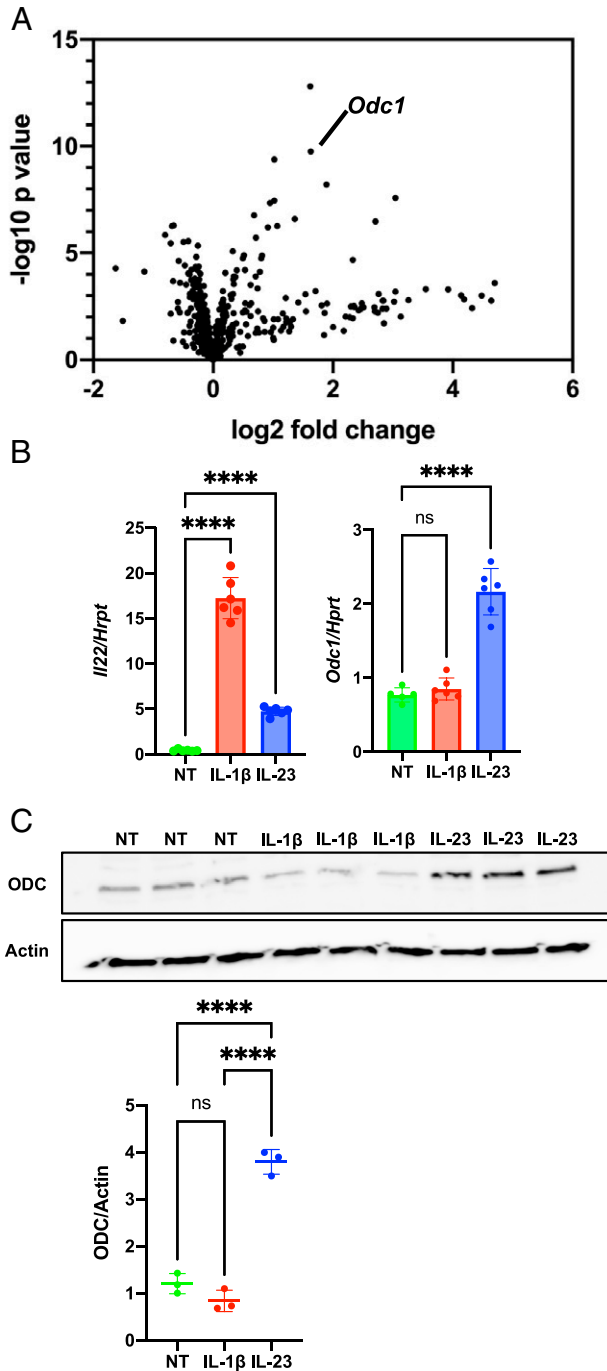 A
15
10
5
0
-log10 p value
Odc1
-2 0 2 4 6
log2 fold change
B
****
****
25
20
15
10
5
0
Il22/Hrpt
NT IL-1β IL-23
****
ns
3
2
1
0
Odc1/Hprt
NT IL-1β IL-23
C
NT NT NT IL-1β IL-1β IL-1β IL-23 IL-23 IL-23
ODC
Actin
****
****
ns
5
4
3
2
1
0
ODC/Actin
NT IL-1β IL-23